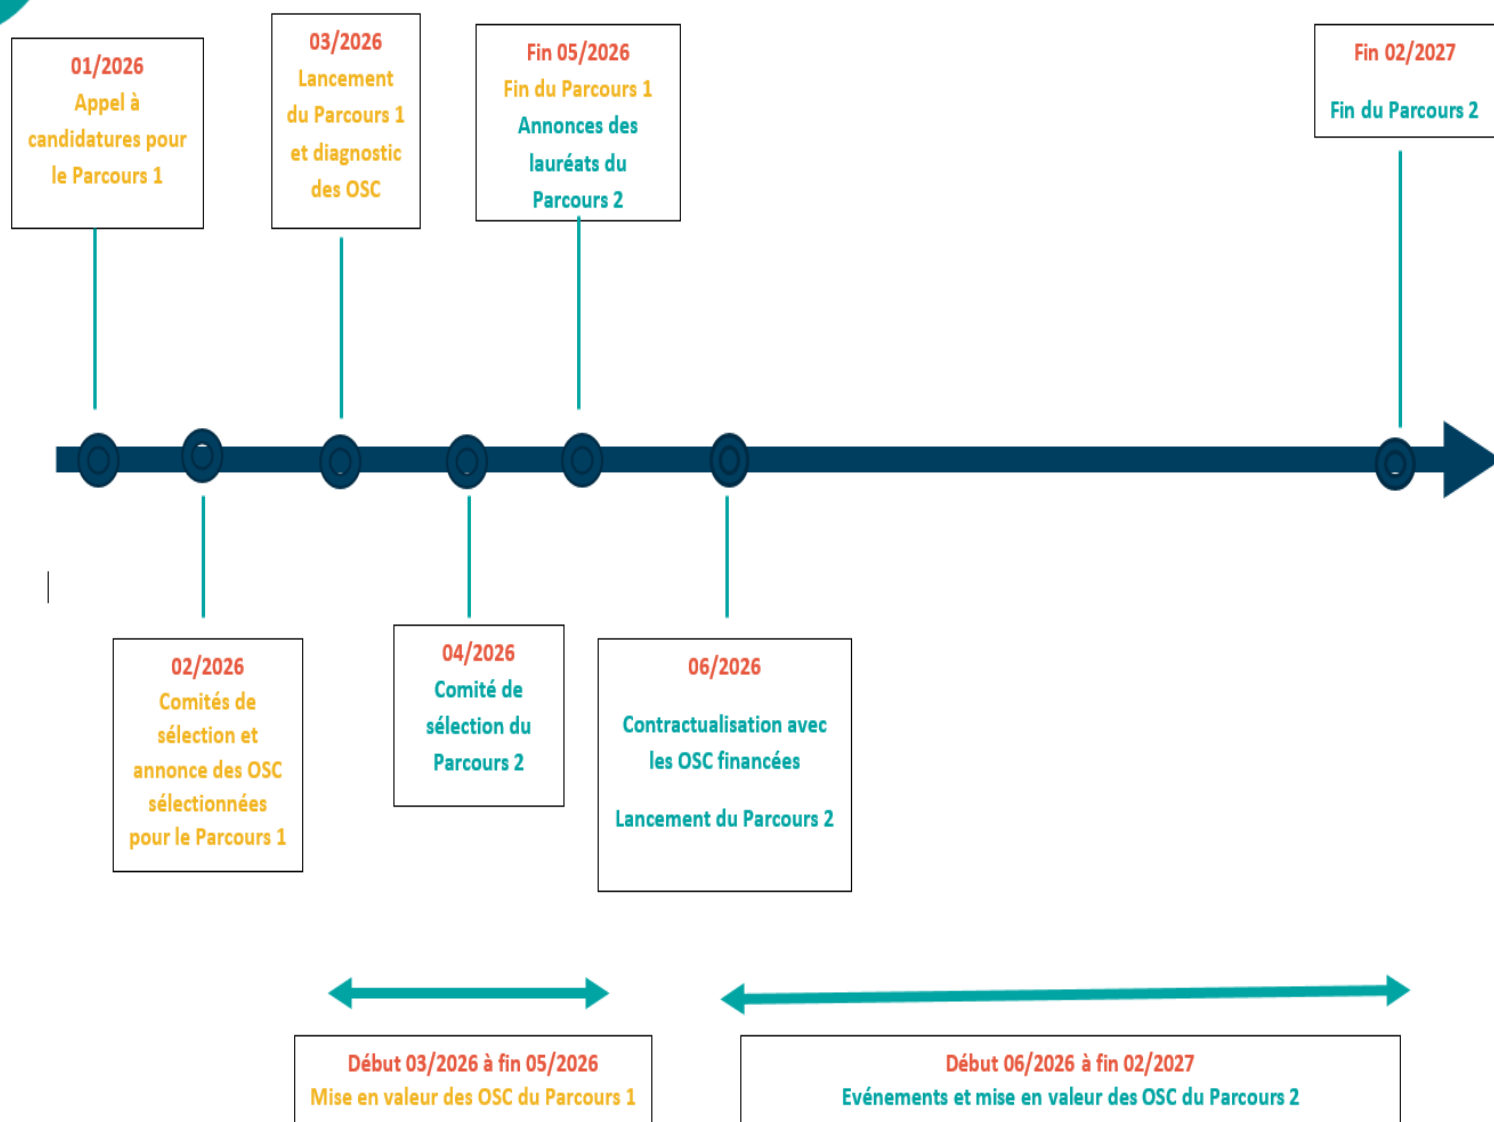 01/2026
Appel à
candidatures pour
le Parcours 1
03/2026
Lancement
du Parcours 1
et diagnostic
des OSC
Fin 05/2026
Fin du Parcours 1
Annonces des
lauréats du
Parcours 2
Fin 02/2027
Fin du Parcours 2
02/2026
Comités de
sélection et
annonce des OSC
sélectionnées
pour le Parcours 1
04/2026
Comité de
sélection du
Parcours 2
06/2026
Contractualisation avec
les OSC financées
Lancement du Parcours 2
Début 03/2026 à fin 05/2026
Mise en valeur des OSC du Parcours 1
Début 06/2026 à fin 02/2027
Evénements et mise en valeur des OSC du Parcours 2